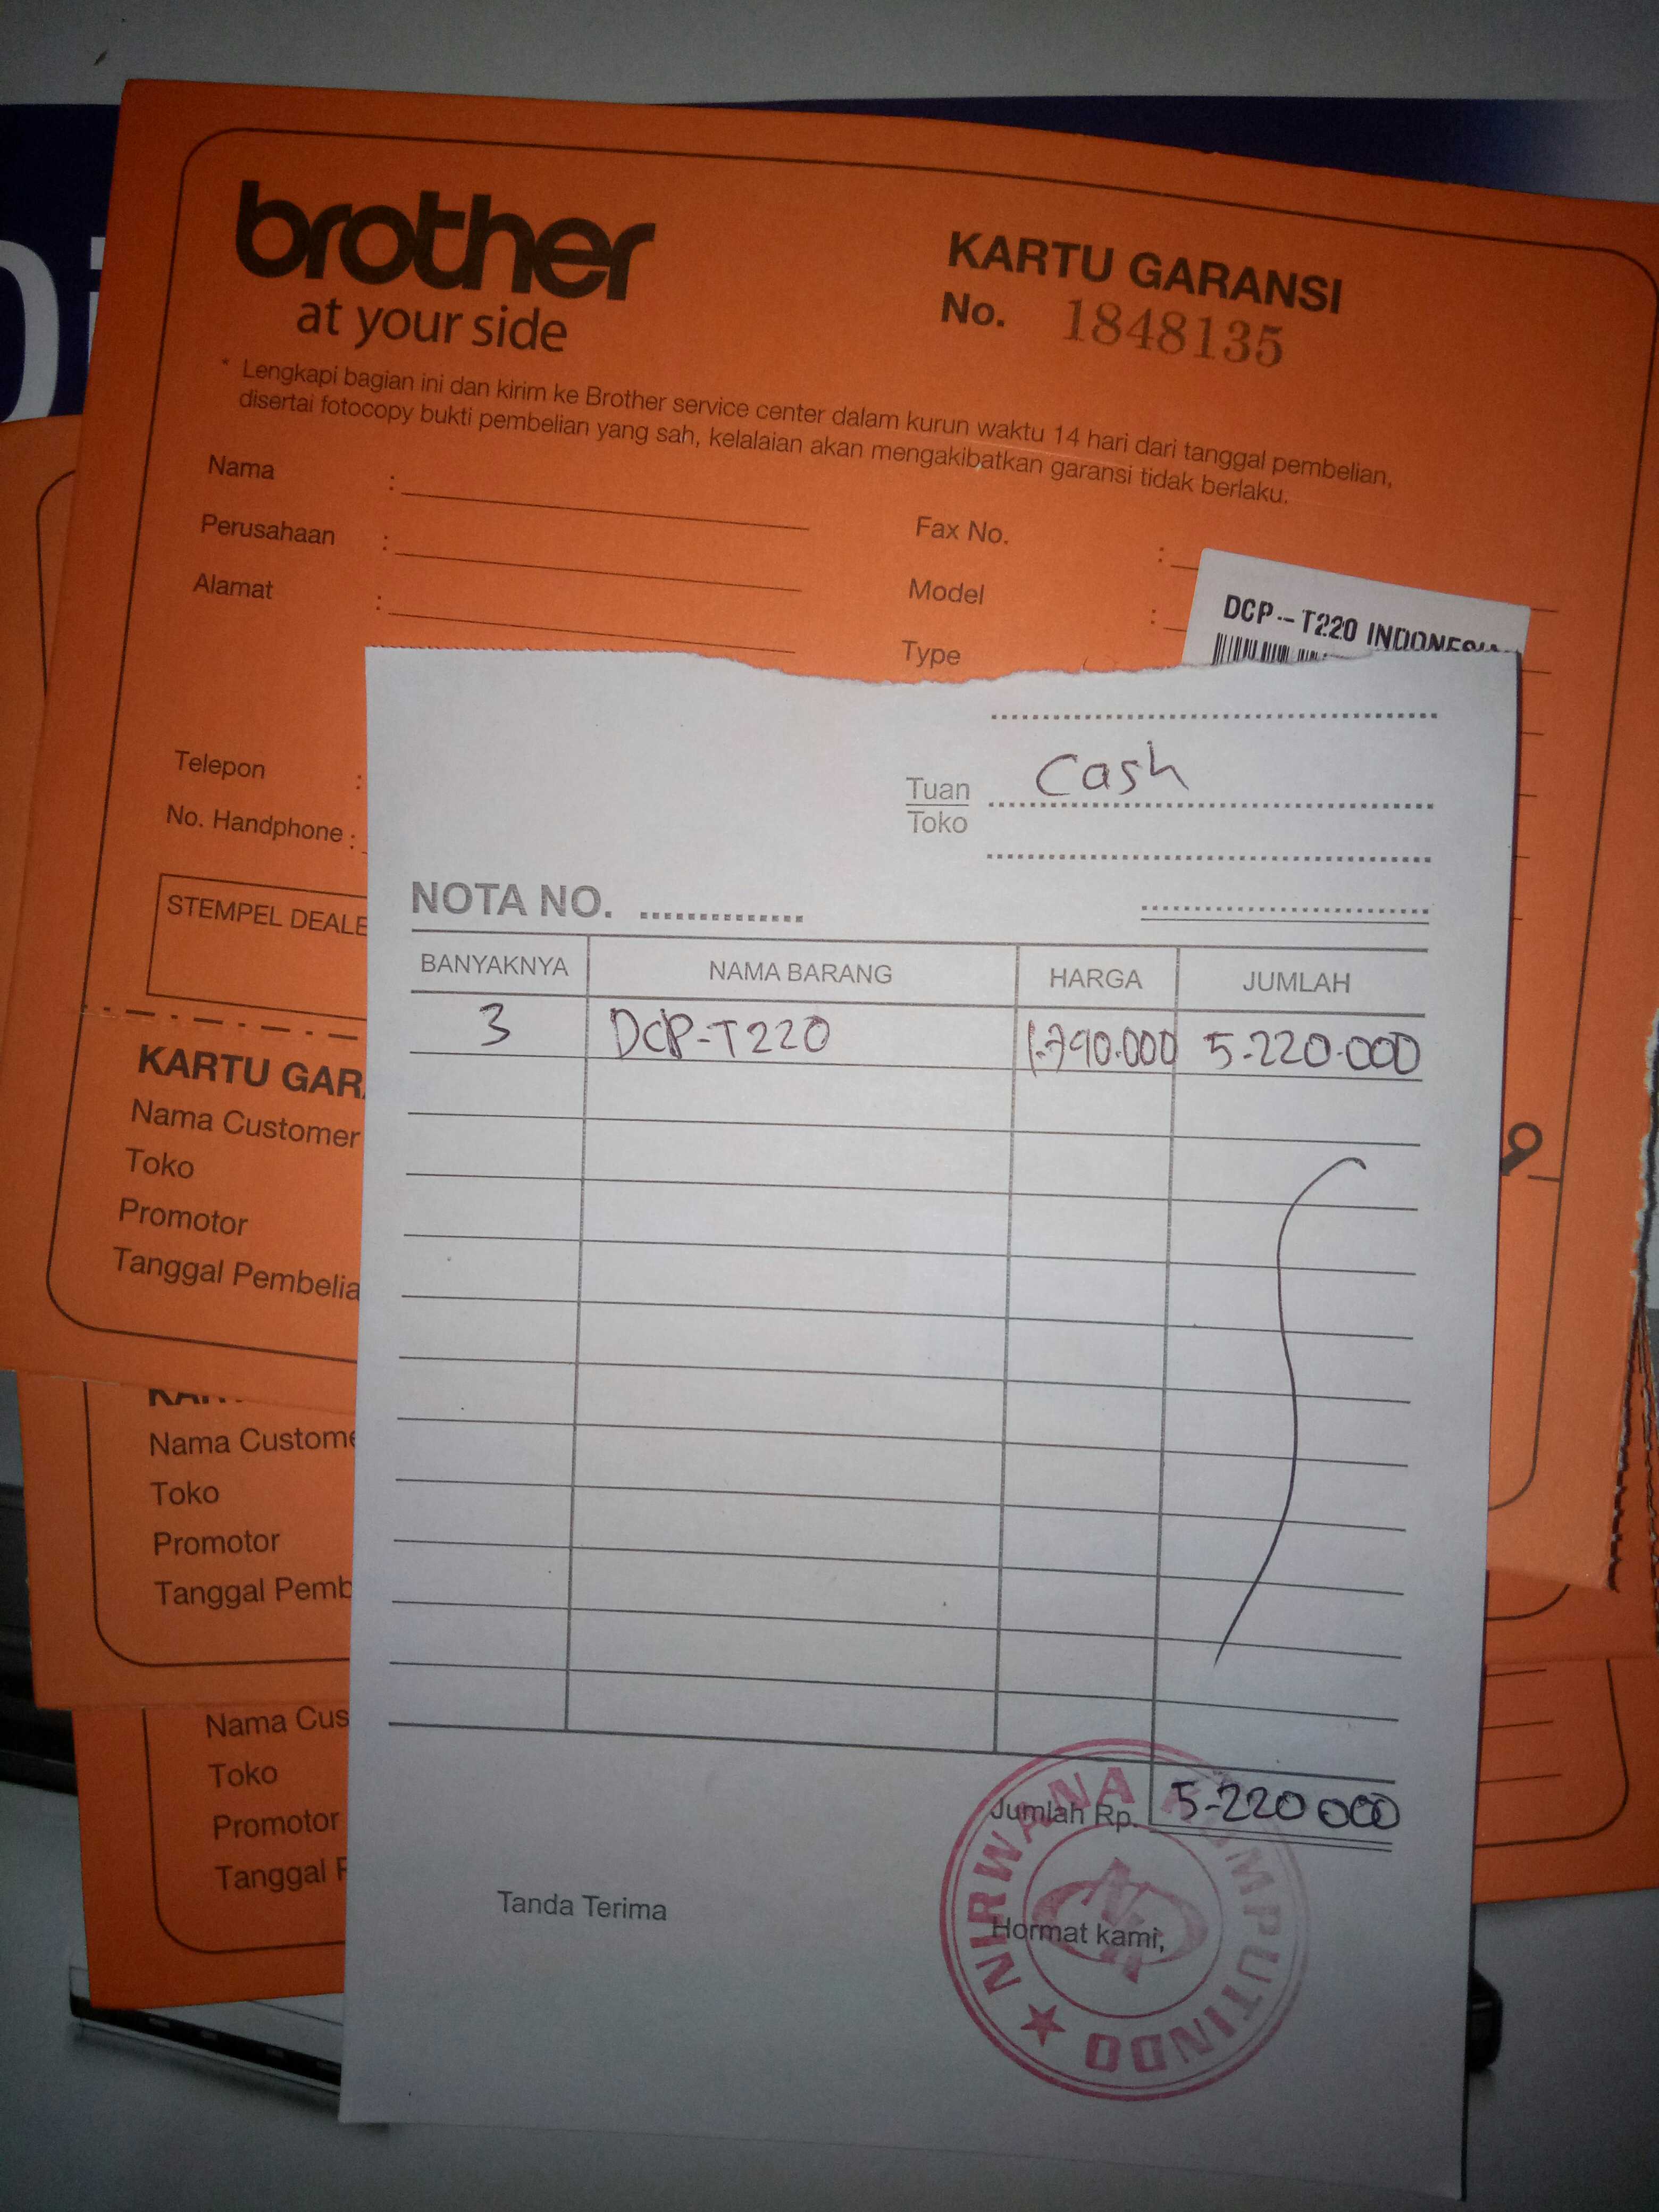 brother
at your side
KARTU GARANSI
No. 1848135
* Lengkapi bagian ini dan kirim ke Brother service center dalam kurun waktu 14 hari dari tanggal pembelian,
disertai fotocopy bukti pembelian yang sah, kelalaian akan mengakibatkan garansi tidak berlaku.
Nama :
Perusahaan :
Alamat :
Fax No. :
Model :
Type
DCP-T220 INDONESIA
Telepon :
No. Handphone :
STEMPEL DEALE
KARTU GAR
Nama Customer
Toko
Promotor
Tanggal Pembelia
Nama Custome
Toko
Promotor
Tanggal Pemb
Nama Cus
Toko
Promotor
Tanggal P
Tuan Cash
Toko
NOTA NO.
BANYAKNYA NAMA BARANG HARGA JUMLAH
3 DCP-T220 1.790.000 5.220.000
Jumlah Rp. 5.220.000
Tanda Terima
Hormat kami,
NIRWANA KOMPUTINDO